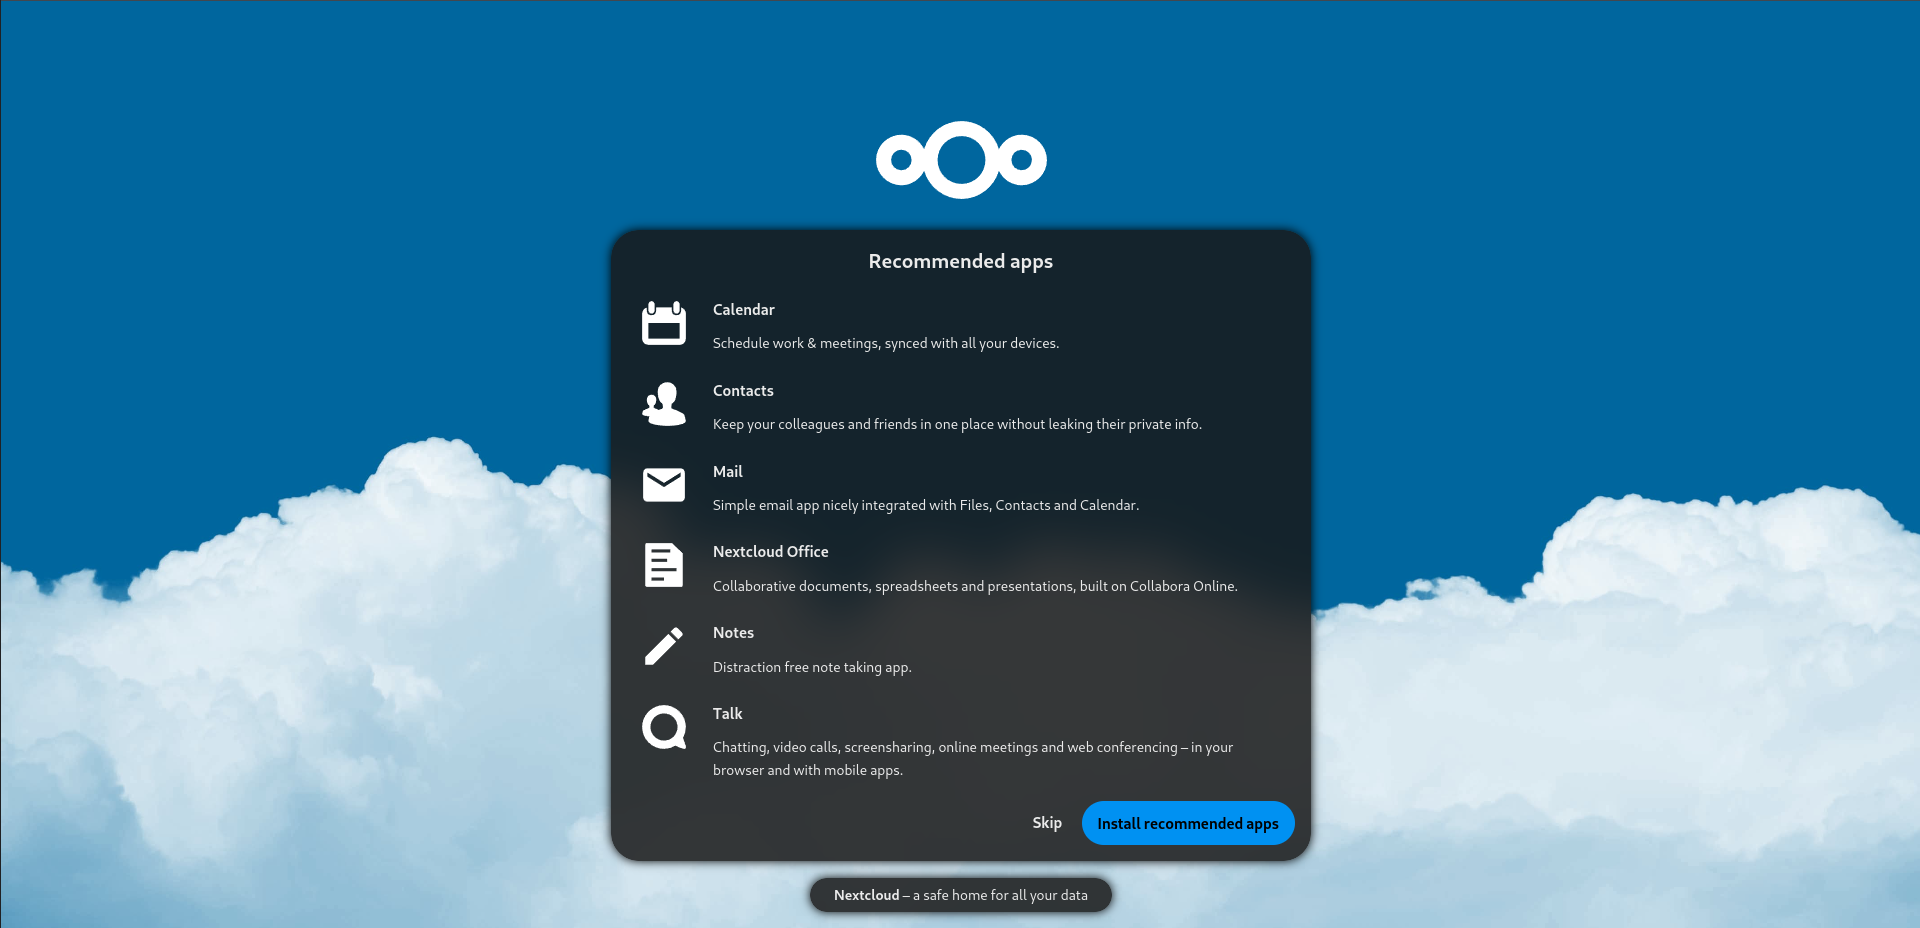 Recommended apps
Calendar
Schedule work & meetings, synced with all your devices.
Contacts
Keep your colleagues and friends in one place without leaking their private info.
Mail
Simple email app nicely integrated with Files, Contacts and Calendar.
Nextcloud Office
Collaborative documents, spreadsheets and presentations, built on Collabora Online.
Notes
Distraction free note taking app.
Talk
Chatting, video calls, screensharing, online meetings and web conferencing – in your
browser and with mobile apps.
Skip Install recommended apps
Nextcloud – a safe home for all your data